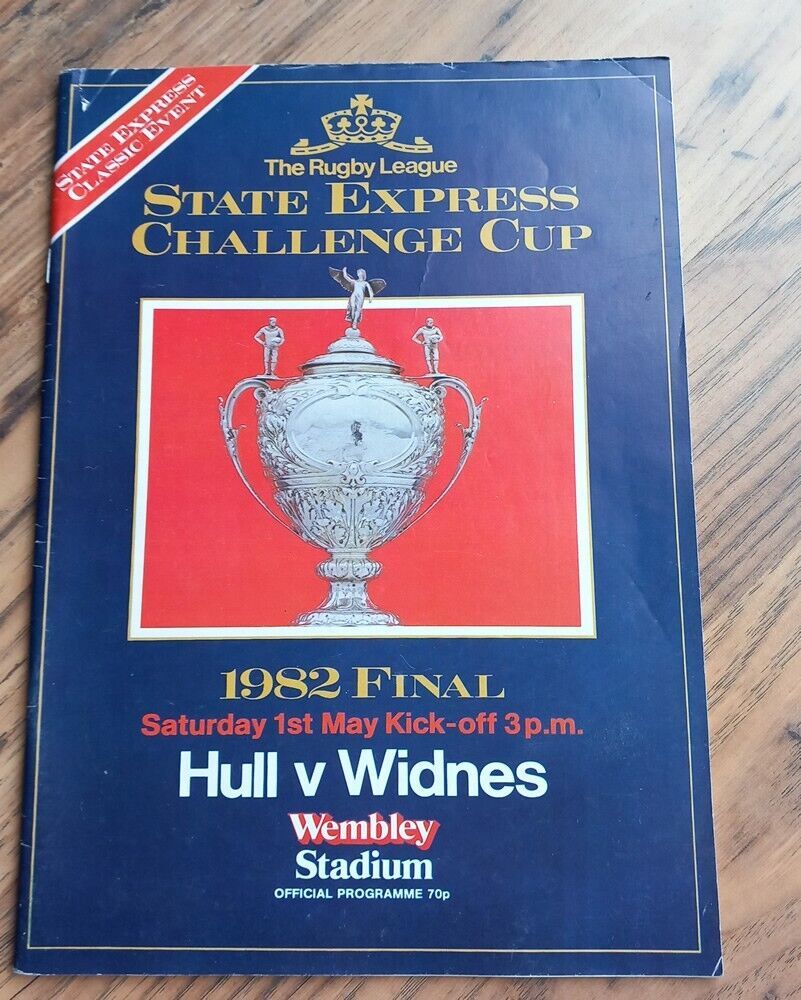 STATE EXPRESS
CLASSIC EVENT
The Rugby League
STATE EXPRESS
CHALLENGE CUP
1982 FINAL
Saturday 1st May Kick-off 3 p.m.
Hull v Widnes
Wembley
Stadium
OFFICIAL PROGRAMME 70p